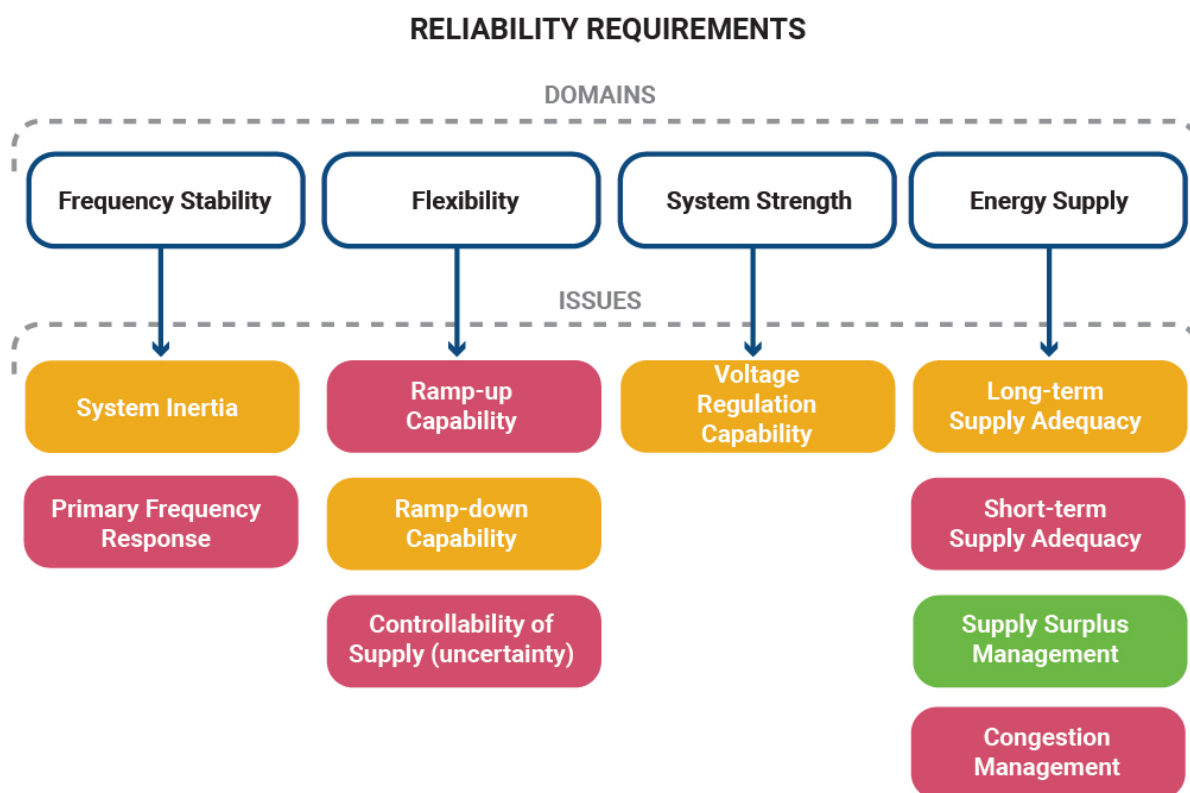 RELIABILITY REQUIREMENTS
DOMAINS
Frequency Stability
Flexibility
System Strength
Energy Supply
ISSUES
System Inertia
Primary Frequency
Response
Ramp-up
Capability
Ramp-down
Capability
Controllability of
Supply (uncertainty)
Voltage
Regulation
Capability
Long-term
Supply Adequacy
Short-term
Supply Adequacy
Supply Surplus
Management
Congestion
Management